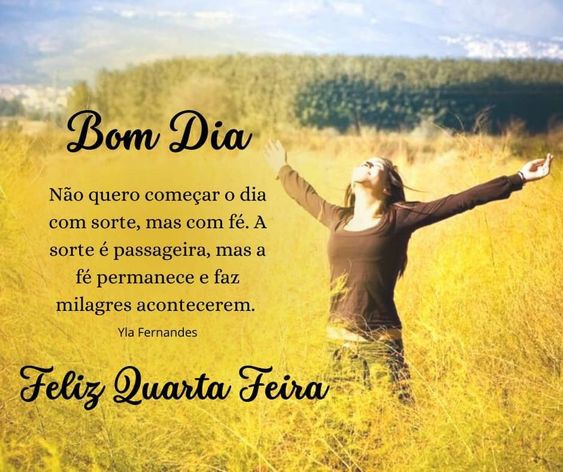 Bom Dia
Não quero começar o dia
com sorte, mas com fé. A
sorte é passageira, mas a
fé permanece e faz
milagres acontecerem.
Yla Fernandes
Feliz Quarta Feira